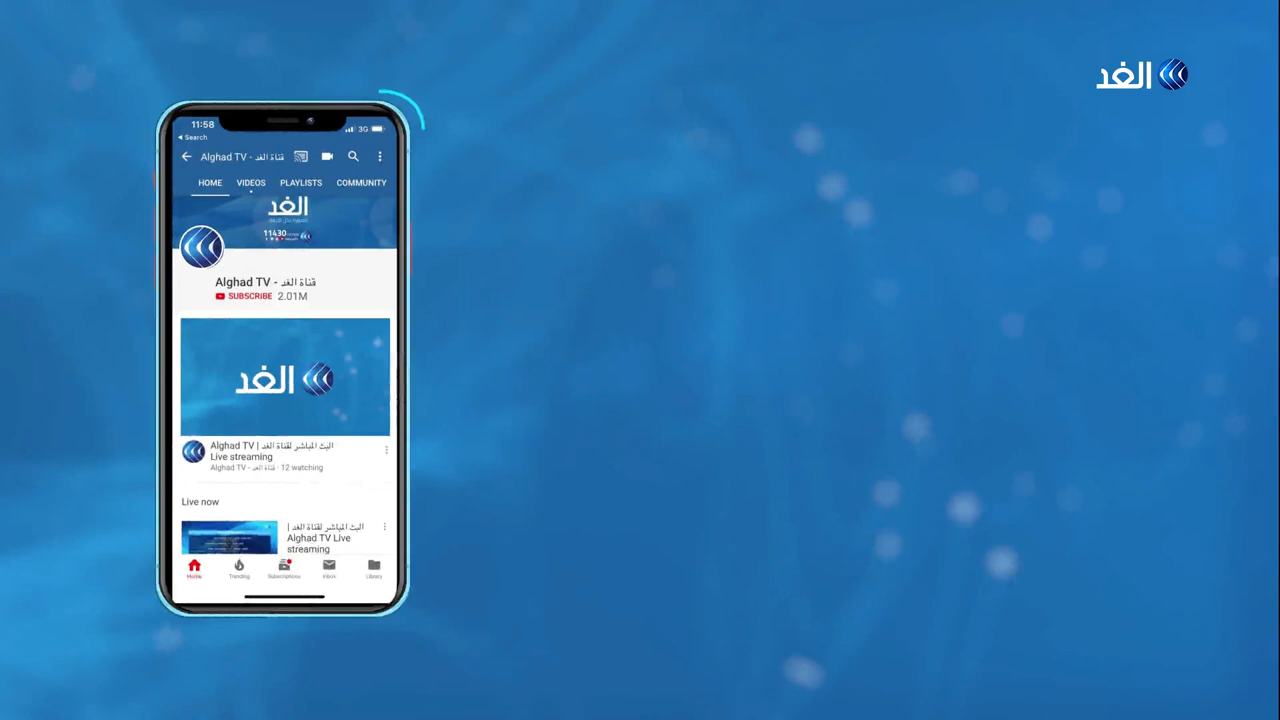 الغد
11:58
3G
Search
Alghad TV - قناة الغد
HOME VIDEOS PLAYLISTS COMMUNITY
الغد
11430
Alghad TV - قناة الغد
SUBSCRIBE 2.01M
الغد
Alghad TV | البث المباشر لقناة الغد
Live streaming
Alghad TV - قناة الغد · 12 watching
Live now
البث المباشر لقناة الغد |
Alghad TV Live
streaming
Home Trending Subscriptions Inbox Library